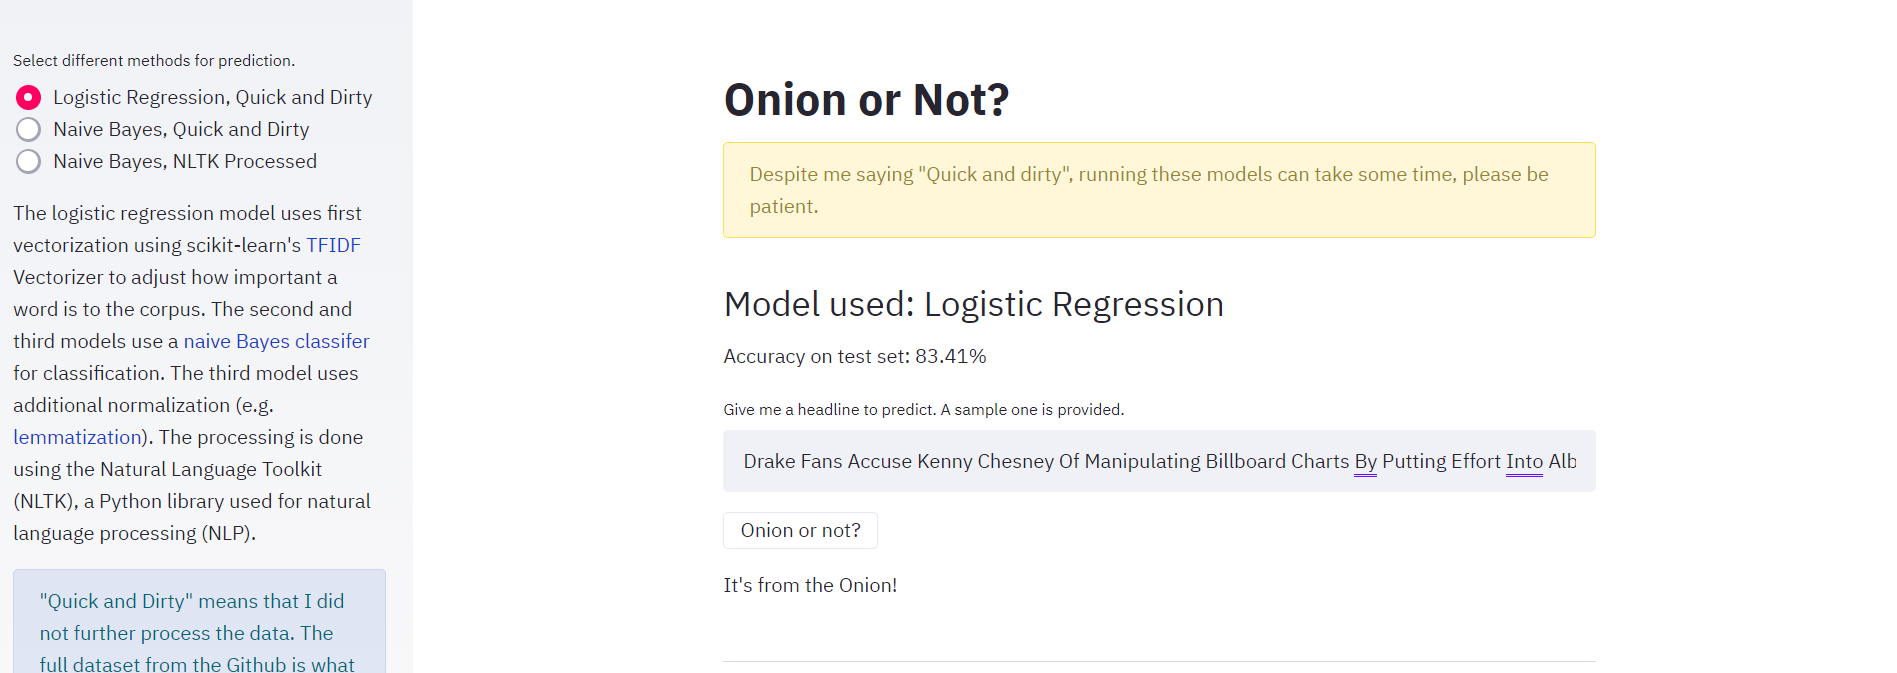 Select different methods for prediction.
Logistic Regression, Quick and Dirty
Naive Bayes, Quick and Dirty
Naive Bayes, NLTK Processed
The logistic regression model uses first
vectorization using scikit-learn's TFIDF
Vectorizer to adjust how important a
word is to the corpus. The second and
third models use a naive Bayes classifer
for classification. The third model uses
additional normalization (e.g.
lemmatization). The processing is done
using the Natural Language Toolkit
(NLTK), a Python library used for natural
language processing (NLP).
"Quick and Dirty" means that I did
not further process the data. The
full dataset from the Github is what
Onion or Not?
Despite me saying "Quick and dirty", running these models can take some time, please be
patient.
Model used: Logistic Regression
Accuracy on test set: 83.41%
Give me a headline to predict. A sample one is provided.
Drake Fans Accuse Kenny Chesney Of Manipulating Billboard Charts By Putting Effort Into Alb
Onion or not?
It's from the Onion!